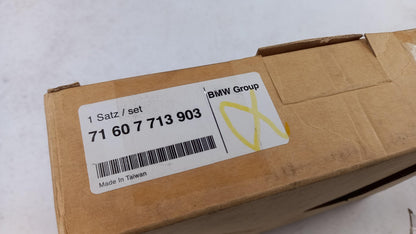 1 Satz / set
BMW Group
71 60 7 713 903
Made In Taiwan